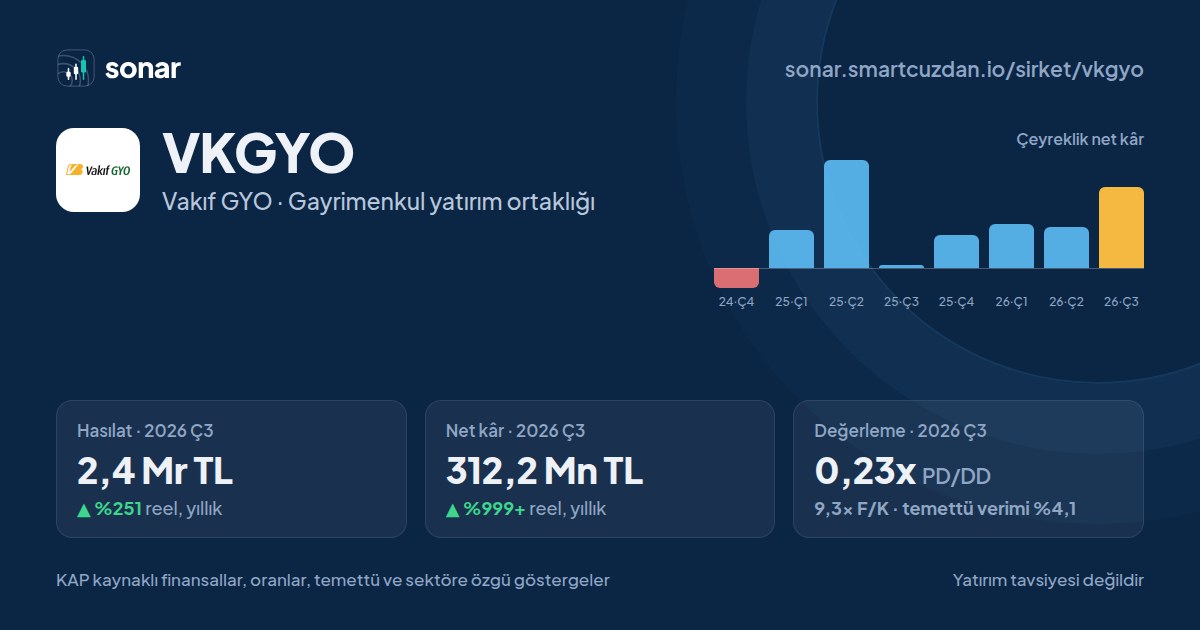 sonar
sonar.smartcuzdan.io/sirket/vkgyo
Vakıf GYO
VKGYO
Vakıf GYO · Gayrimenkul yatırım ortaklığı
Çeyreklik net kâr
24·Ç4 25·Ç1 25·Ç2 25·Ç3 25·Ç4 26·Ç1 26·Ç2 26·Ç3
Hasılat · 2026 Ç3
2,4 Mr TL
▲ %251 reel, yıllık
Net kâr · 2026 Ç3
312,2 Mn TL
▲ %999+ reel, yıllık
Değerleme · 2026 Ç3
0,23x PD/DD
9,3× F/K · temettü verimi %4,1
KAP kaynaklı finansallar, oranlar, temettü ve sektöre özgü göstergeler
Yatırım tavsiyesi değildir